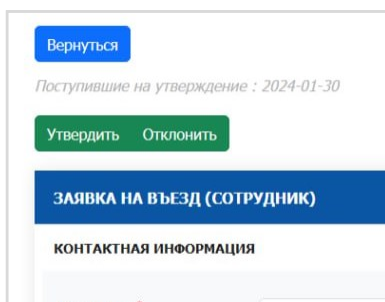 Вернуться
Поступившие на утверждение : 2024-01-30
Утвердить Отклонить
ЗАЯВКА НА ВЪЕЗД (СОТРУДНИК)
КОНТАКТНАЯ ИНФОРМАЦИЯ